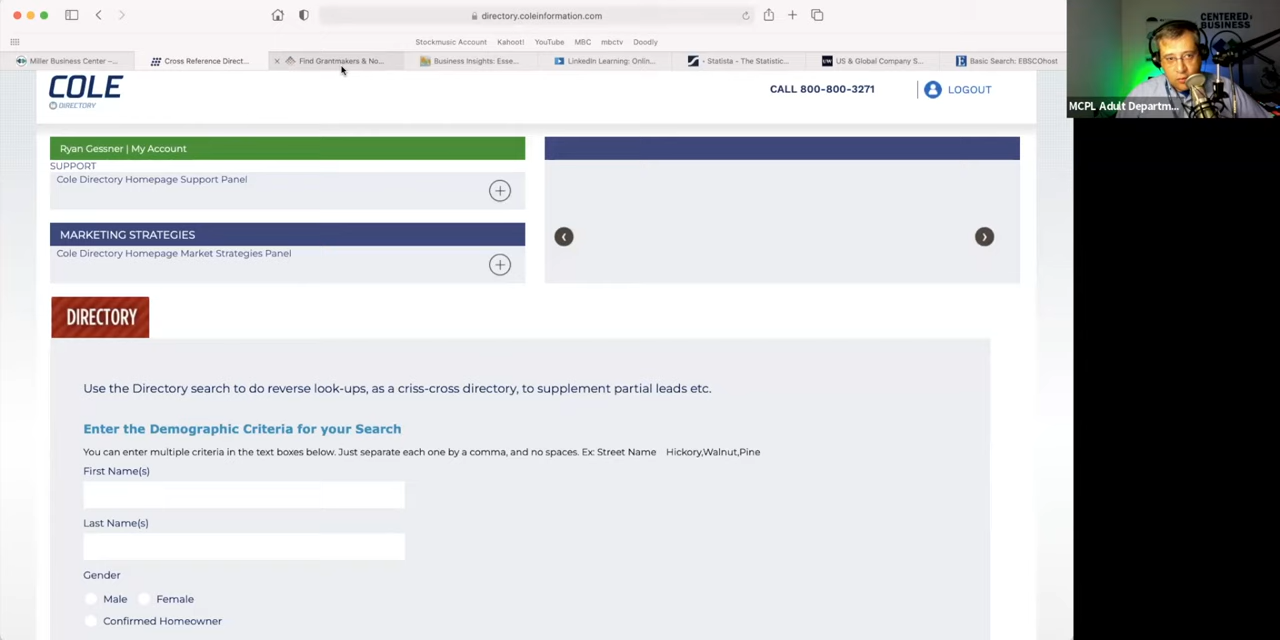 directory.coleinformation.com
Stockmusic Account Kahoot! YouTube MBC mbctv Doodly
Miller Business Center –...
Cross Reference Direct...
Find Grantmakers & No...
Business Insights: Esse...
LinkedIn Learning: Onlin...
- Statista - The Statistic...
US & Global Company S...
Basic Search: EBSCOhost
CENTERED
BUSINESS
MCPL Adult Departm...
COLE
DIRECTORY
CALL 800-800-3271
LOGOUT
Ryan Gessner | My Account
SUPPORT
Cole Directory Homepage Support Panel
MARKETING STRATEGIES
Cole Directory Homepage Market Strategies Panel
DIRECTORY
Use the Directory search to do reverse look-ups, as a criss-cross directory, to supplement partial leads etc.
Enter the Demographic Criteria for your Search
You can enter multiple criteria in the text boxes below. Just separate each one by a comma, and no spaces. Ex: Street Name Hickory,Walnut,Pine
First Name(s)
Last Name(s)
Gender
Male Female
Confirmed Homeowner